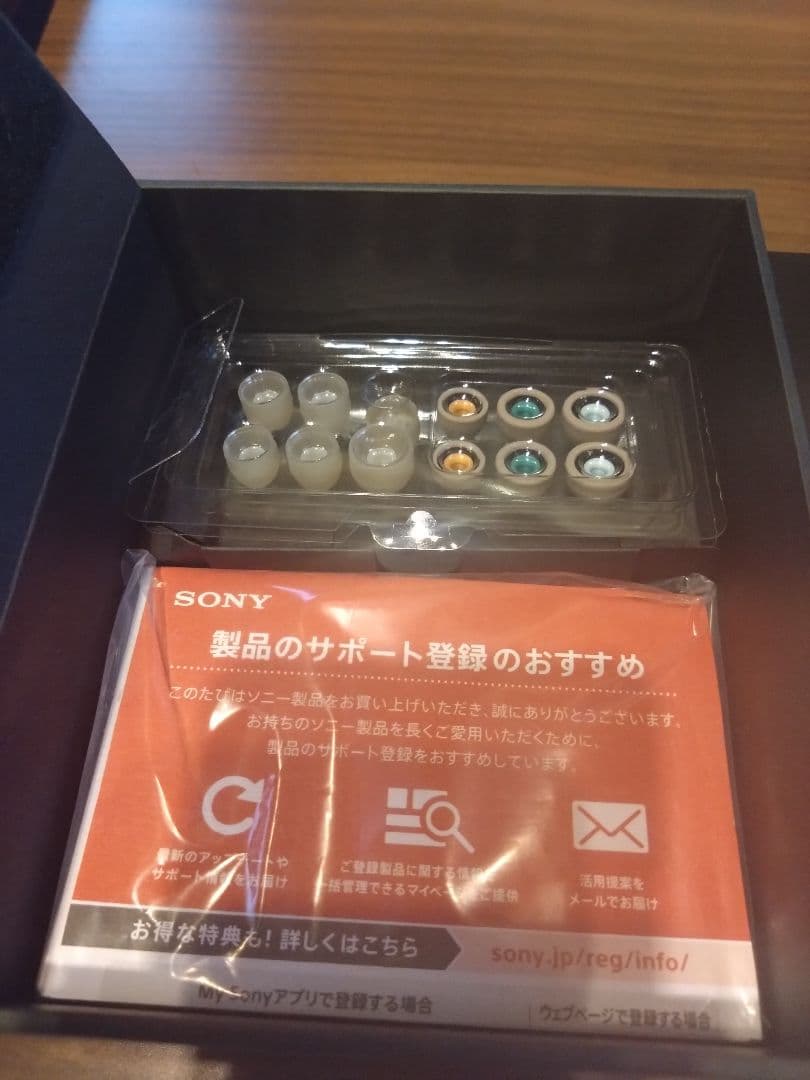 SONY
製品のサポート登録のおすすめ
このたびはソニー製品をお買い上げいただき、誠にありがとうございます。
お持ちのソニー製品を長くご愛用いただくために、
製品のサポート登録をおすすめしています。
最新のアップデートや
サポート情報をお届け
ご登録製品に関する情報を
一括管理できるマイページをご提供
活用提案を
メールでお届け
お得な特典も！詳しくはこちら
sony.jp/reg/info/
My Sonyアプリで登録する場合
ウェブページで登録する場合